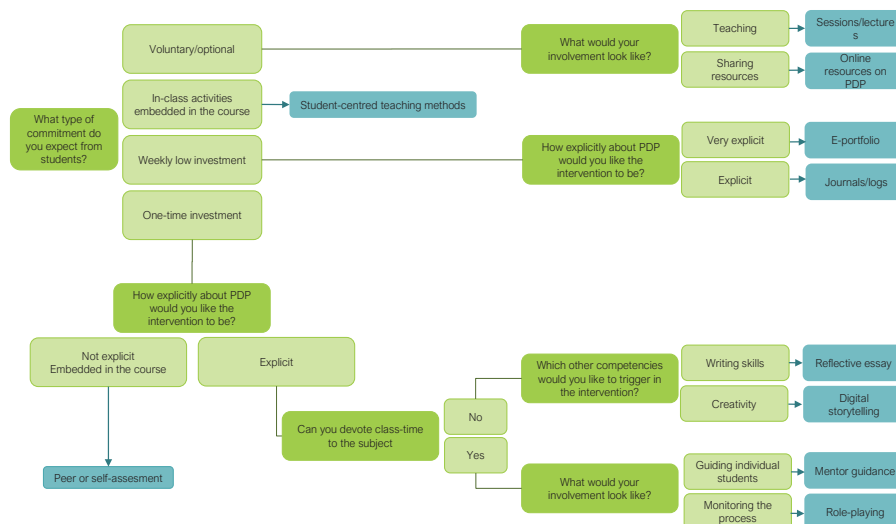 Voluntary/optional
What would your
involvement look like?
Teaching
Sessions/lecture
s
Sharing
resources
Online
resources on
PDP
What type of
commitment do
you expect from
students?
In-class activities
embedded in the course
Student-centred teaching methods
Weekly low investment
How explicitly about PDP
would you like the
intervention to be?
Very explicit
E-portfolio
Explicit
Journals/logs
One-time investment
How explicitly about PDP
would you like the
intervention to be?
Not explicit
Embedded in the course
Explicit
Which other competencies
would you like to trigger in
the intervention?
Writing skills
Reflective essay
Creativity
Digital
storytelling
Can you devote class-time
to the subject
No
Yes
Peer or self-assesment
What would your
involvement look like?
Guiding individual
students
Mentor guidance
Monitoring the
process
Role-playing